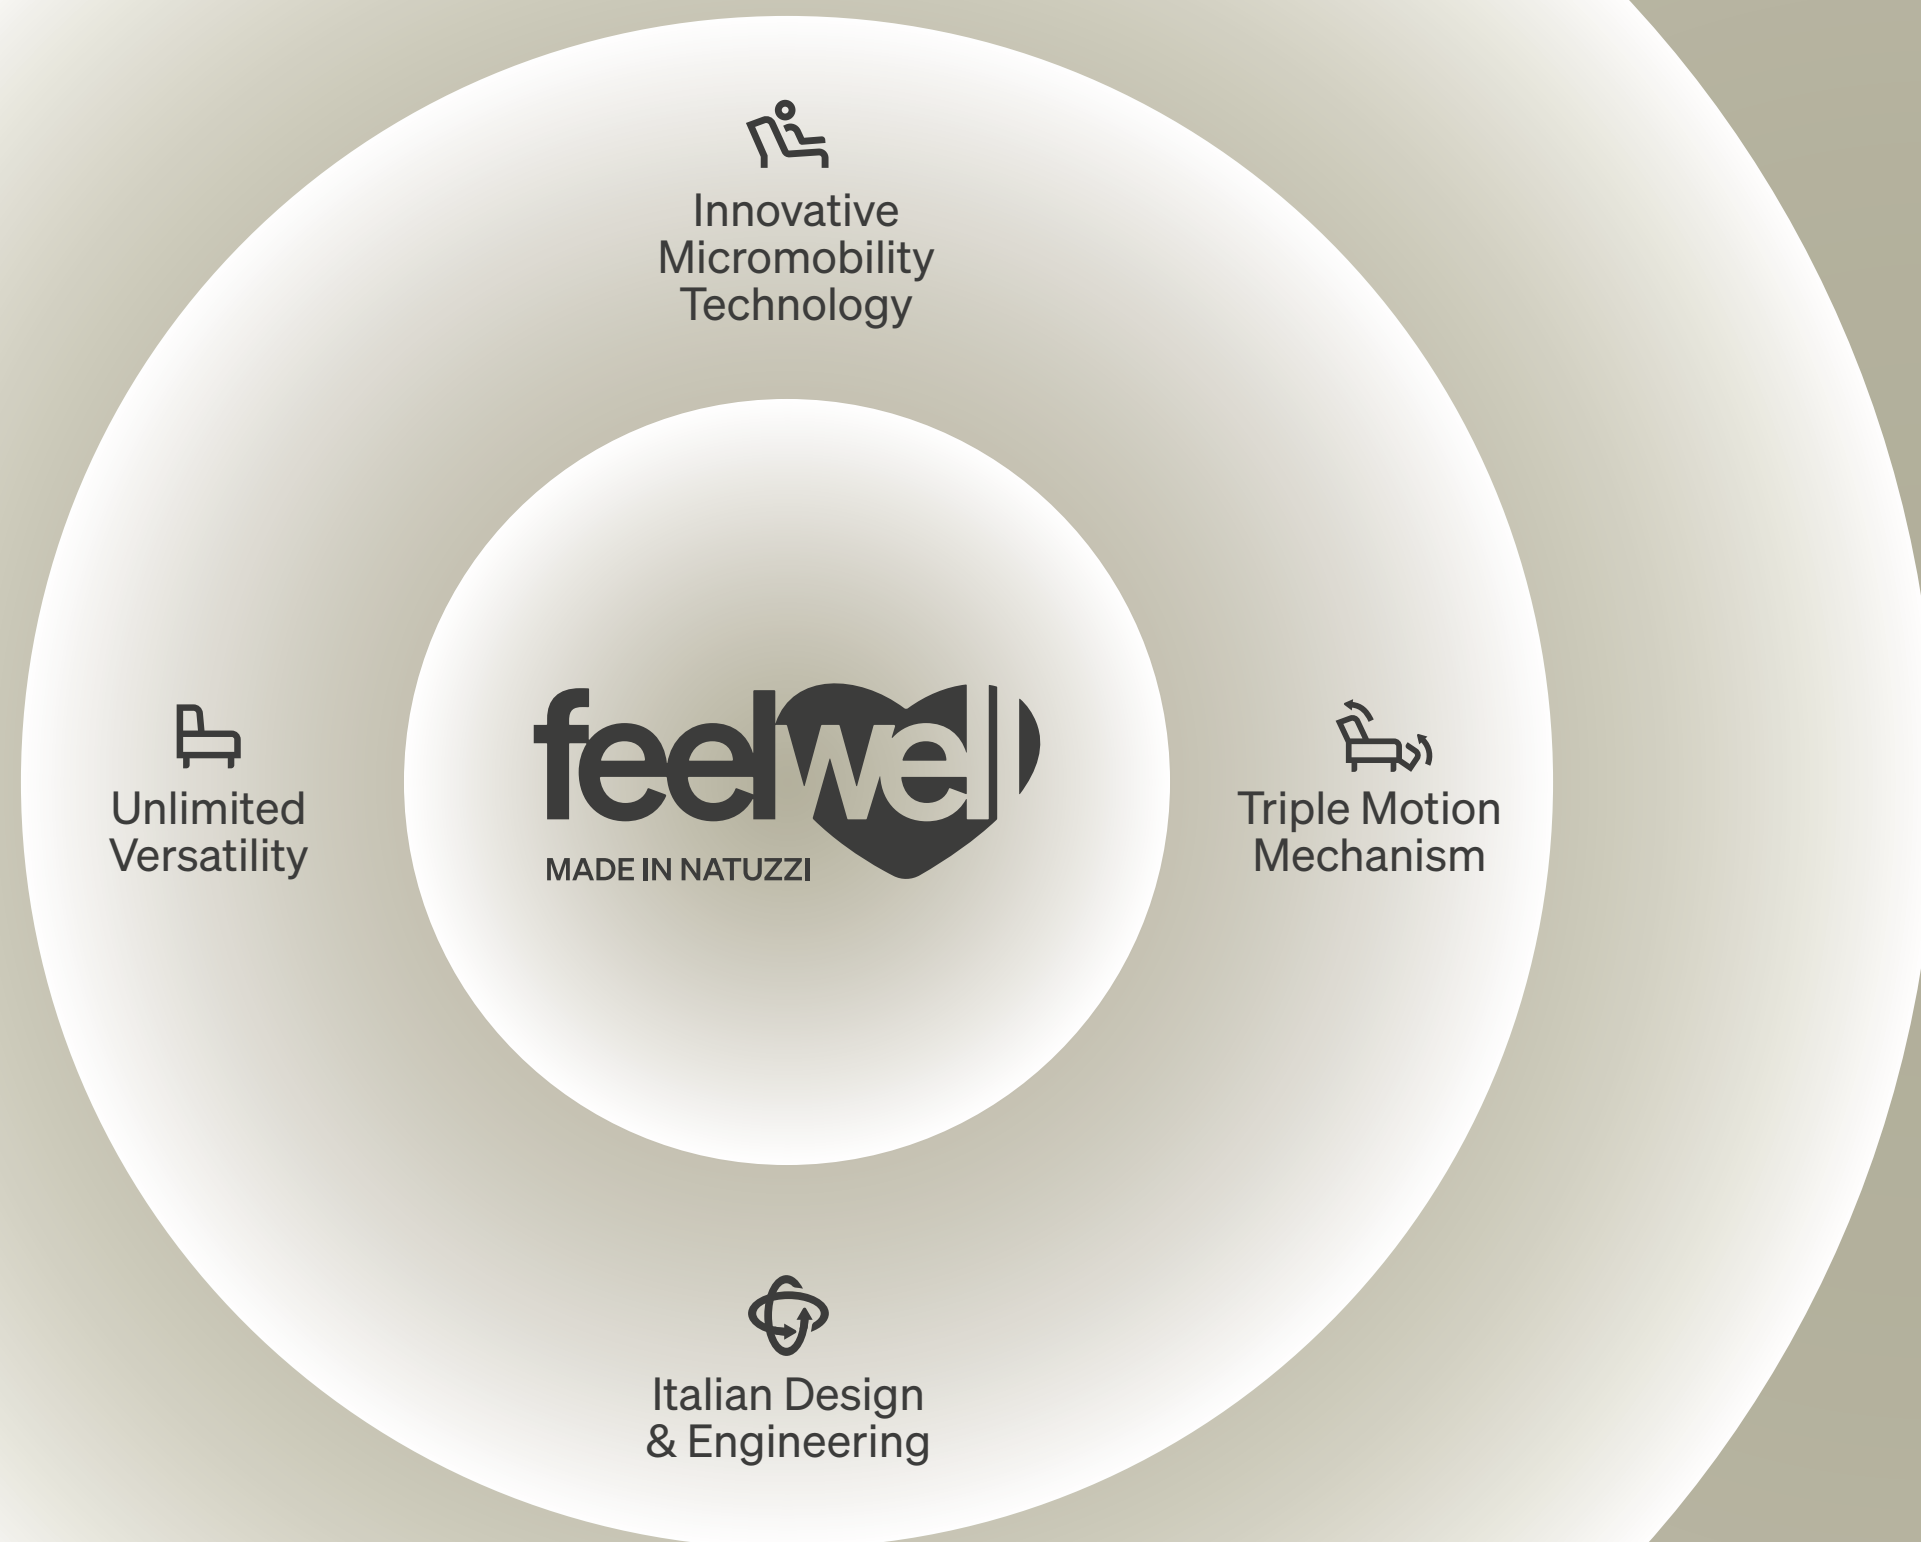 Innovative
Micromobility
Technology
Unlimited
Versatility
feelwell
MADE IN NATUZZI
Triple Motion
Mechanism
Italian Design
& Engineering